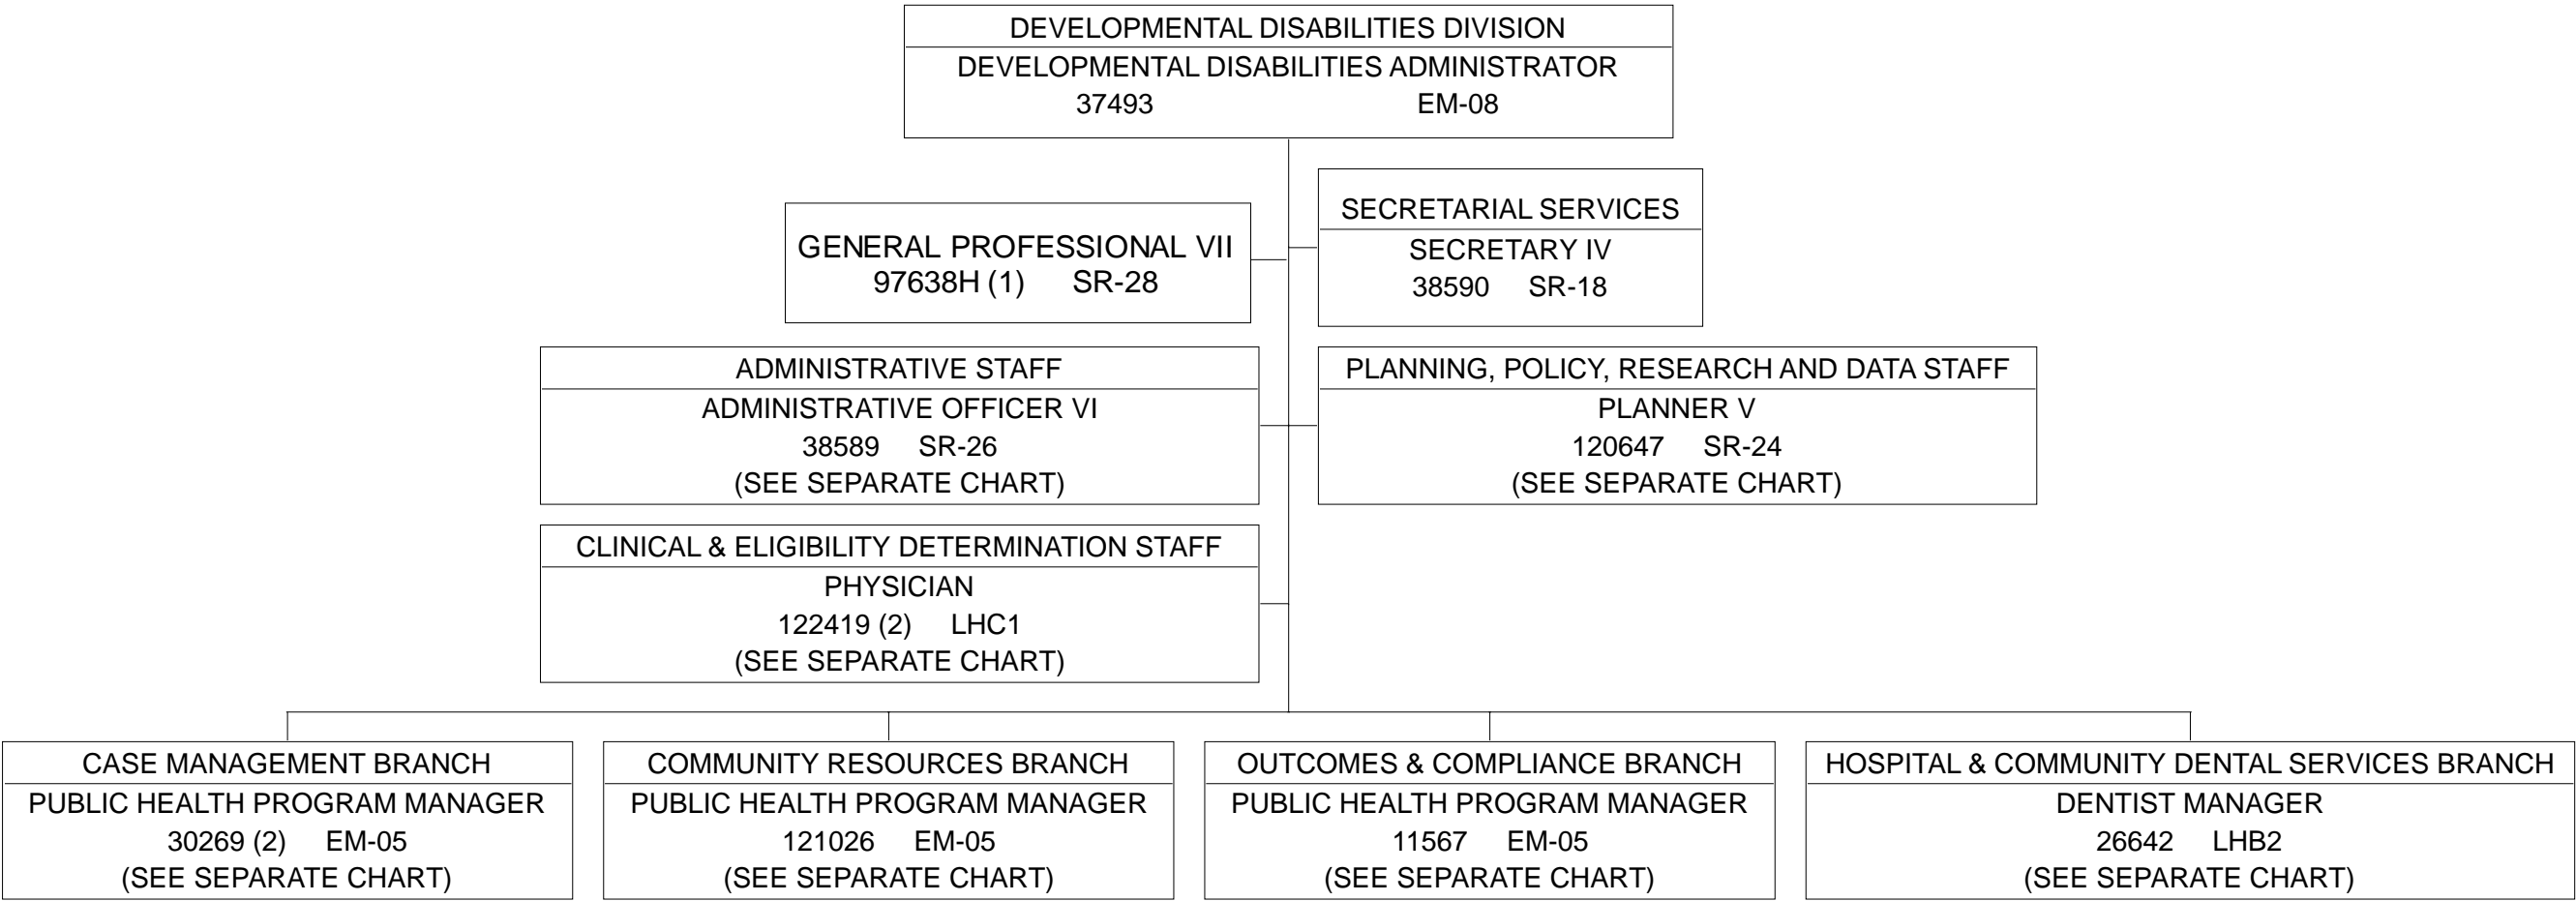 DEVELOPMENTAL DISABILITIES DIVISION
DEVELOPMENTAL DISABILITIES ADMINISTRATOR
37493 EM-08
SECRETARIAL SERVICES
SECRETARY IV
38590 SR-18
GENERAL PROFESSIONAL VII
97638H (1) SR-28
ADMINISTRATIVE STAFF
ADMINISTRATIVE OFFICER VI
38589 SR-26
(SEE SEPARATE CHART)
PLANNING, POLICY, RESEARCH AND DATA STAFF
PLANNER V
120647 SR-24
(SEE SEPARATE CHART)
CLINICAL & ELIGIBILITY DETERMINATION STAFF
PHYSICIAN
122419 (2) LHC1
(SEE SEPARATE CHART)
CASE MANAGEMENT BRANCH
PUBLIC HEALTH PROGRAM MANAGER
30269 (2) EM-05
(SEE SEPARATE CHART)
COMMUNITY RESOURCES BRANCH
PUBLIC HEALTH PROGRAM MANAGER
121026 EM-05
(SEE SEPARATE CHART)
OUTCOMES & COMPLIANCE BRANCH
PUBLIC HEALTH PROGRAM MANAGER
11567 EM-05
(SEE SEPARATE CHART)
HOSPITAL & COMMUNITY DENTAL SERVICES BRANCH
DENTIST MANAGER
26642 LHB2
(SEE SEPARATE CHART)